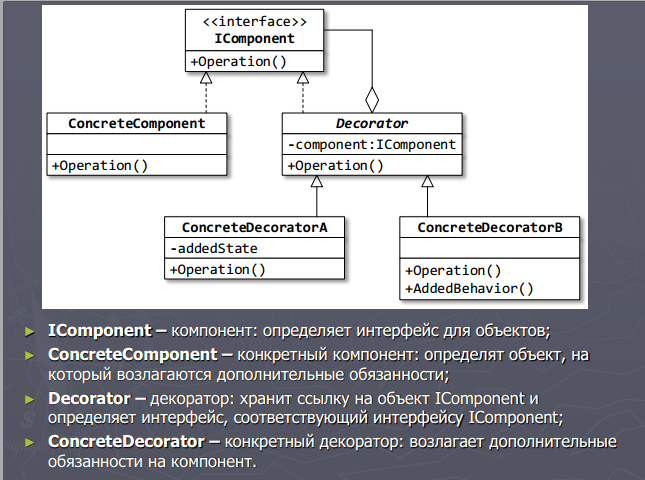 <<interface>>
IComponent
+Operation()
ConcreteComponent
+Operation()
Decorator
-component:IComponent
+Operation()
ConcreteDecoratorA
-addedState
+Operation()
ConcreteDecoratorB
+Operation()
+AddedBehavior()
IComponent – компонент: определяет интерфейс для объектов;
ConcreteComponent – конкретный компонент: определят объект, на
который возлагаются дополнительные обязанности;
Decorator – декоратор: хранит ссылку на объект IComponent и
определяет интерфейс, соответствующий интерфейсу IComponent;
ConcreteDecorator – конкретный декоратор: возлагает дополнительные
обязанности на компонент.